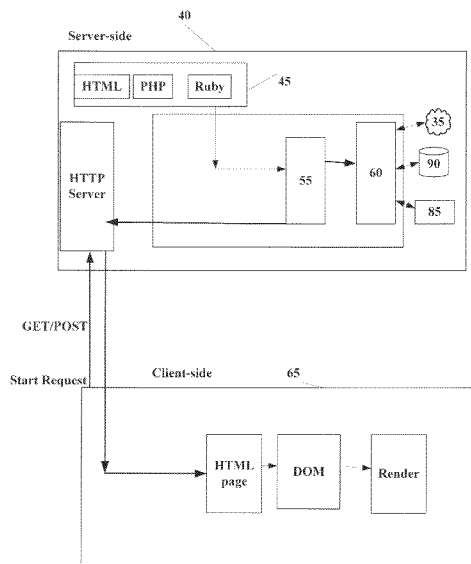 40
Server-side
HTML PHP Ruby
45
HTTP
Server
55
60
35
90
85
GET/POST
Start Request
Client-side
65
HTML
page
DOM
Render